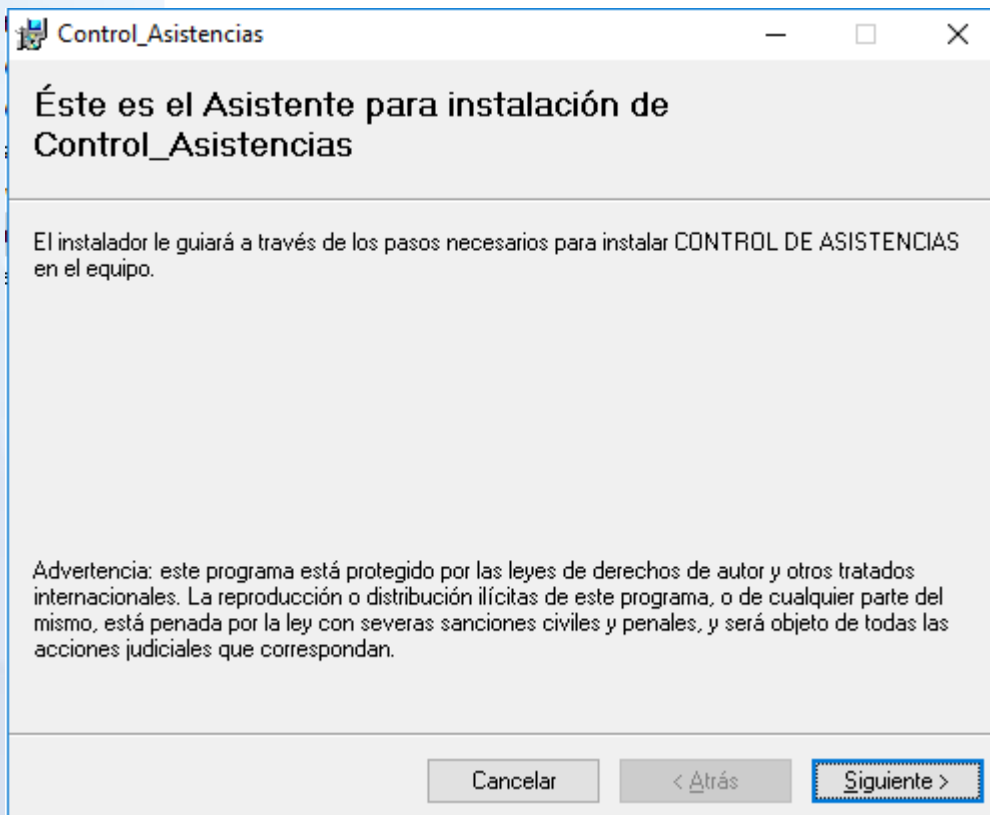 Control_Asistencias
Éste es el Asistente para instalación de
Control_Asistencias
El instalador le guiará a través de los pasos necesarios para instalar CONTROL DE ASISTENCIAS
en el equipo.
Advertencia: este programa está protegido por las leyes de derechos de autor y otros tratados
internacionales. La reproducción o distribución ilícitas de este programa, o de cualquier parte del
mismo, está penada por la ley con severas sanciones civiles y penales, y será objeto de todas las
acciones judiciales que correspondan.
Cancelar < Atrás Siguiente >